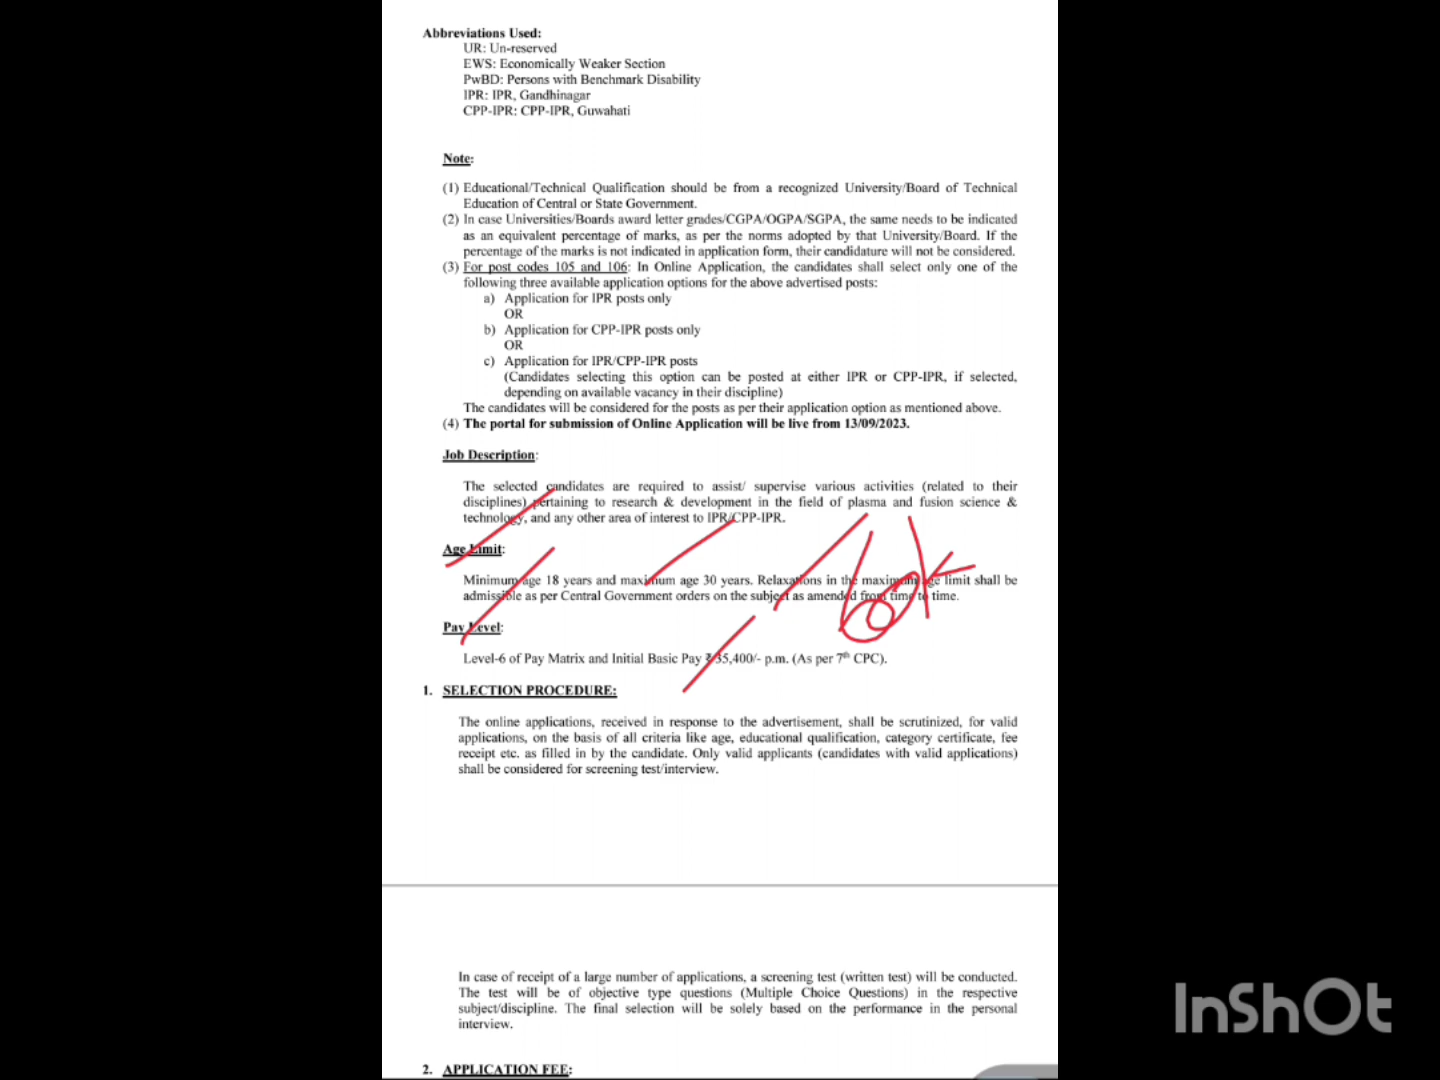 Abbreviations Used:
UR: Un-reserved
EWS: Economically Weaker Section
PwBD: Persons with Benchmark Disability
IPR: IPR, Gandhinagar
CPP-IPR: CPP-IPR, Guwahati
Note:
(1) Educational/Technical Qualification should be from a recognized University/Board of Technical
Education of Central or State Government.
(2) In case Universities/Boards award letter grades/CGPA/OGPA/SGPA, the same needs to be indicated
as an equivalent percentage of marks, as per the norms adopted by that University/Board. If the
percentage of the marks is not indicated in application form, their candidature will not be considered.
(3) For post codes 105 and 106: In Online Application, the candidates shall select only one of the
following three available application options for the above advertised posts:
a) Application for IPR posts only
OR
b) Application for CPP-IPR posts only
OR
c) Application for IPR/CPP-IPR posts
(Candidates selecting this option can be posted at either IPR or CPP-IPR, if selected,
depending on available vacancy in their discipline)
The candidates will be considered for the posts as per their application option as mentioned above.
(4) The portal for submission of Online Application will be live from 13/09/2023.
Job Description:
The selected candidates are required to assist/ supervise various activities (related to their
disciplines) pertaining to research & development in the field of plasma and fusion science &
technology, and any other area of interest to IPR/CPP-IPR.
Age Limit:
Minimum age 18 years and maximum age 30 years. Relaxations in the maximum age limit shall be
admissible as per Central Government orders on the subject as amended from time to time.
Pay Level:
Level-6 of Pay Matrix and Initial Basic Pay ₹ 35,400/- p.m. (As per 7th CPC).
1. SELECTION PROCEDURE:
The online applications, received in response to the advertisement, shall be scrutinized, for valid
applications, on the basis of all criteria like age, educational qualification, category certificate, fee
receipt etc. as filled in by the candidate. Only valid applicants (candidates with valid applications)
shall be considered for screening test/interview.
In case of receipt of a large number of applications, a screening test (written test) will be conducted.
The test will be of objective type questions (Multiple Choice Questions) in the respective
subject/discipline. The final selection will be solely based on the performance in the personal
interview.
2. APPLICATION FEE:
InShOt